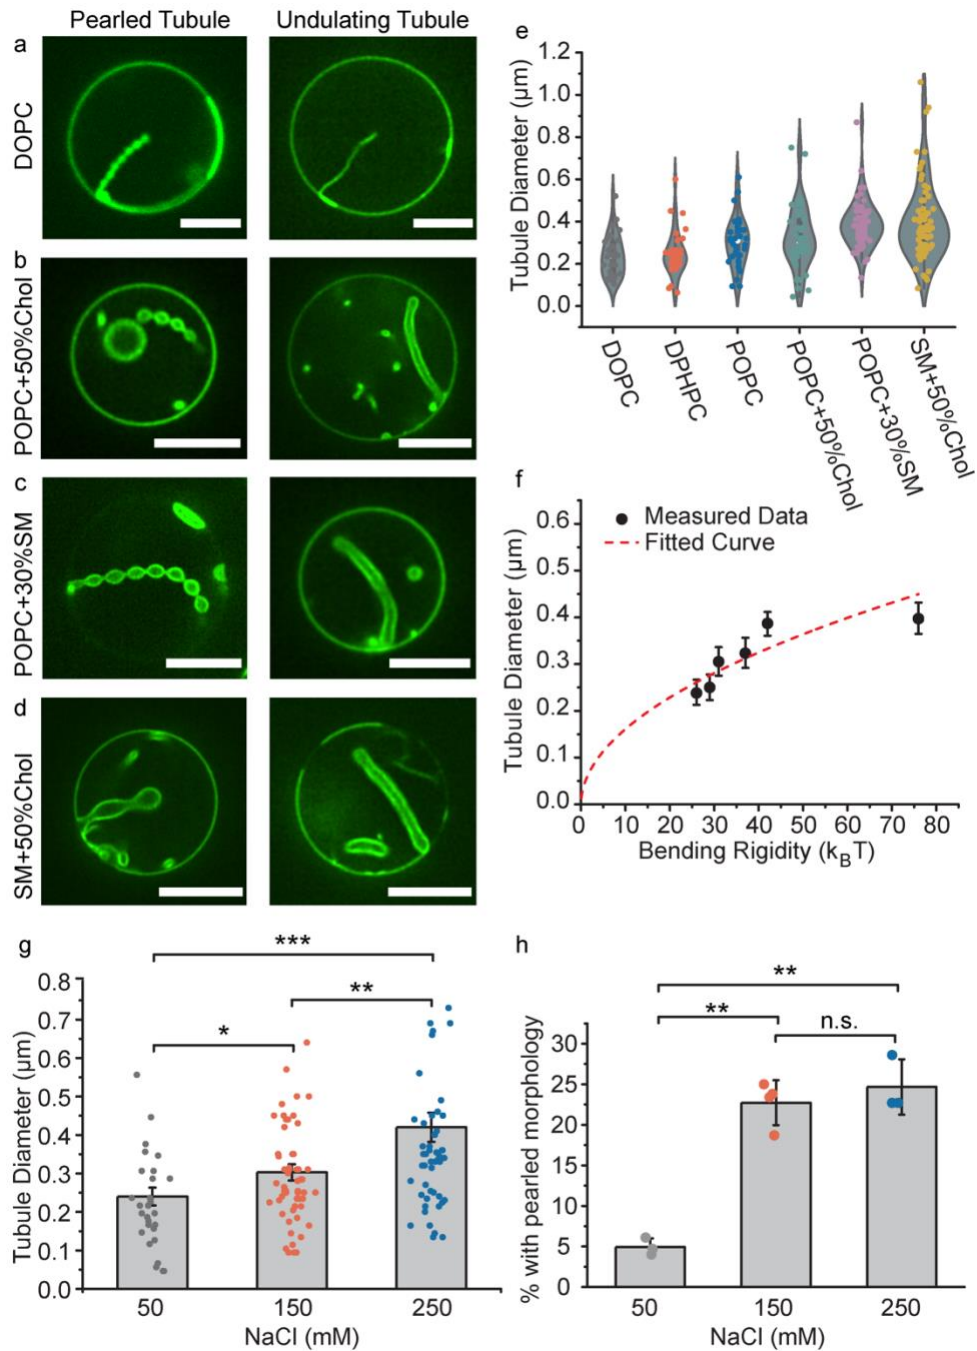 Pearled Tubule
Undulating Tubule
a
DOPC
b
POPC+50%Chol
c
POPC+30%SM
d
SM+50%Chol
e
Tubule Diameter (μm)
1.2
1.0
0.8
0.6
0.4
0.2
0.0
DOPC
DPHPC
POPC
POPC+50%Chol
POPC+30%SM
SM+50%Chol
f
Tubule Diameter (μm)
0.6
0.5
0.4
0.3
0.2
0.1
0.0
Measured Data
Fitted Curve
0 10 20 30 40 50 60 70 80
Bending Rigidity (kBT)
g
Tubule Diameter (μm)
0.8
0.7
0.6
0.5
0.4
0.3
0.2
0.1
0.0
***
**
*
50 150 250
NaCl (mM)
h
% with pearled morphology
30
25
20
15
10
5
0
**
**
n.s.
50 150 250
NaCl (mM)